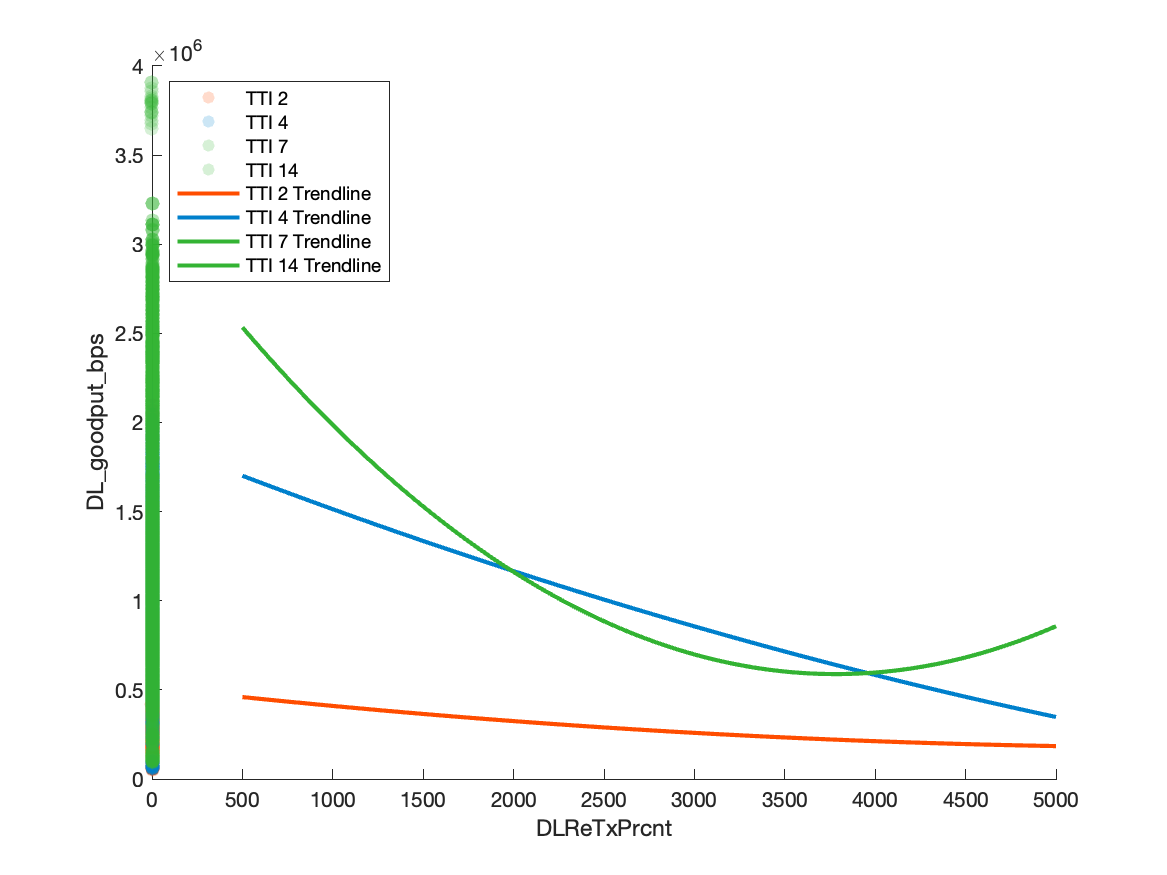 ×10⁶
4
3.5
3
2.5
2
1.5
1
0.5
0
DL_goodput_bps
TTI 2
TTI 4
TTI 7
TTI 14
TTI 2 Trendline
TTI 4 Trendline
TTI 7 Trendline
TTI 14 Trendline
0 500 1000 1500 2000 2500 3000 3500 4000 4500 5000
DLReTxPrcnt